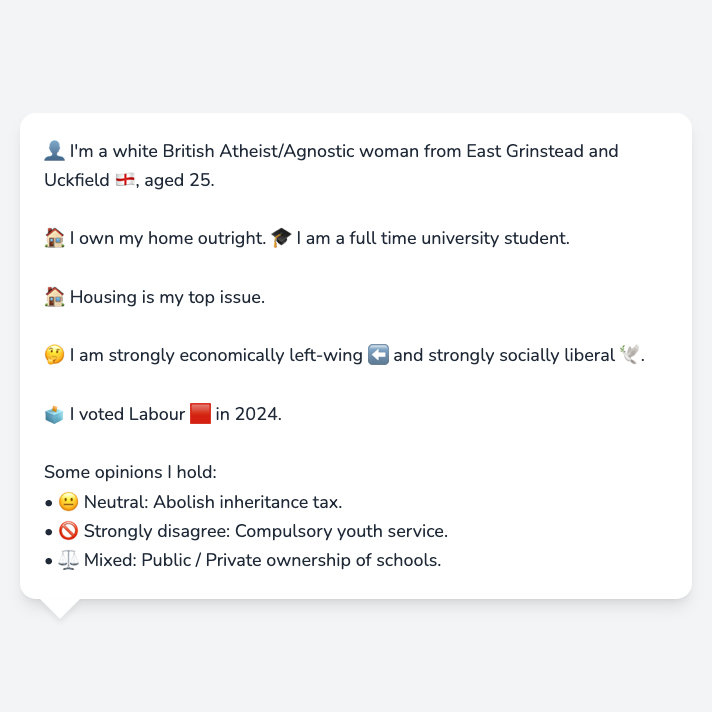 👤 I'm a white British Atheist/Agnostic woman from East Grinstead and
Uckfield 🏴󠁧󠁢󠁥󠁮󠁧󠁿, aged 25.
🏠 I own my home outright. 🎓 I am a full time university student.
🏠 Housing is my top issue.
🤔 I am strongly economically left-wing ⬅️ and strongly socially liberal 🕊️.
🗳️ I voted Labour 🟥 in 2024.
Some opinions I hold:
• 😐 Neutral: Abolish inheritance tax.
• 🚫 Strongly disagree: Compulsory youth service.
• ⚖️ Mixed: Public / Private ownership of schools.